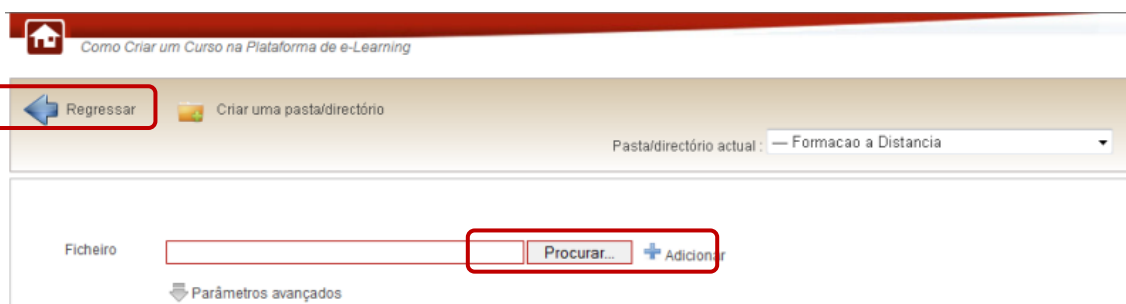 Como Criar um Curso na Plataforma de e-Learning
Regressar Criar uma pasta/directório
Pasta/directório actual : — Formacao a Distancia
Ficheiro Procurar... Adicionar
Parâmetros avançados